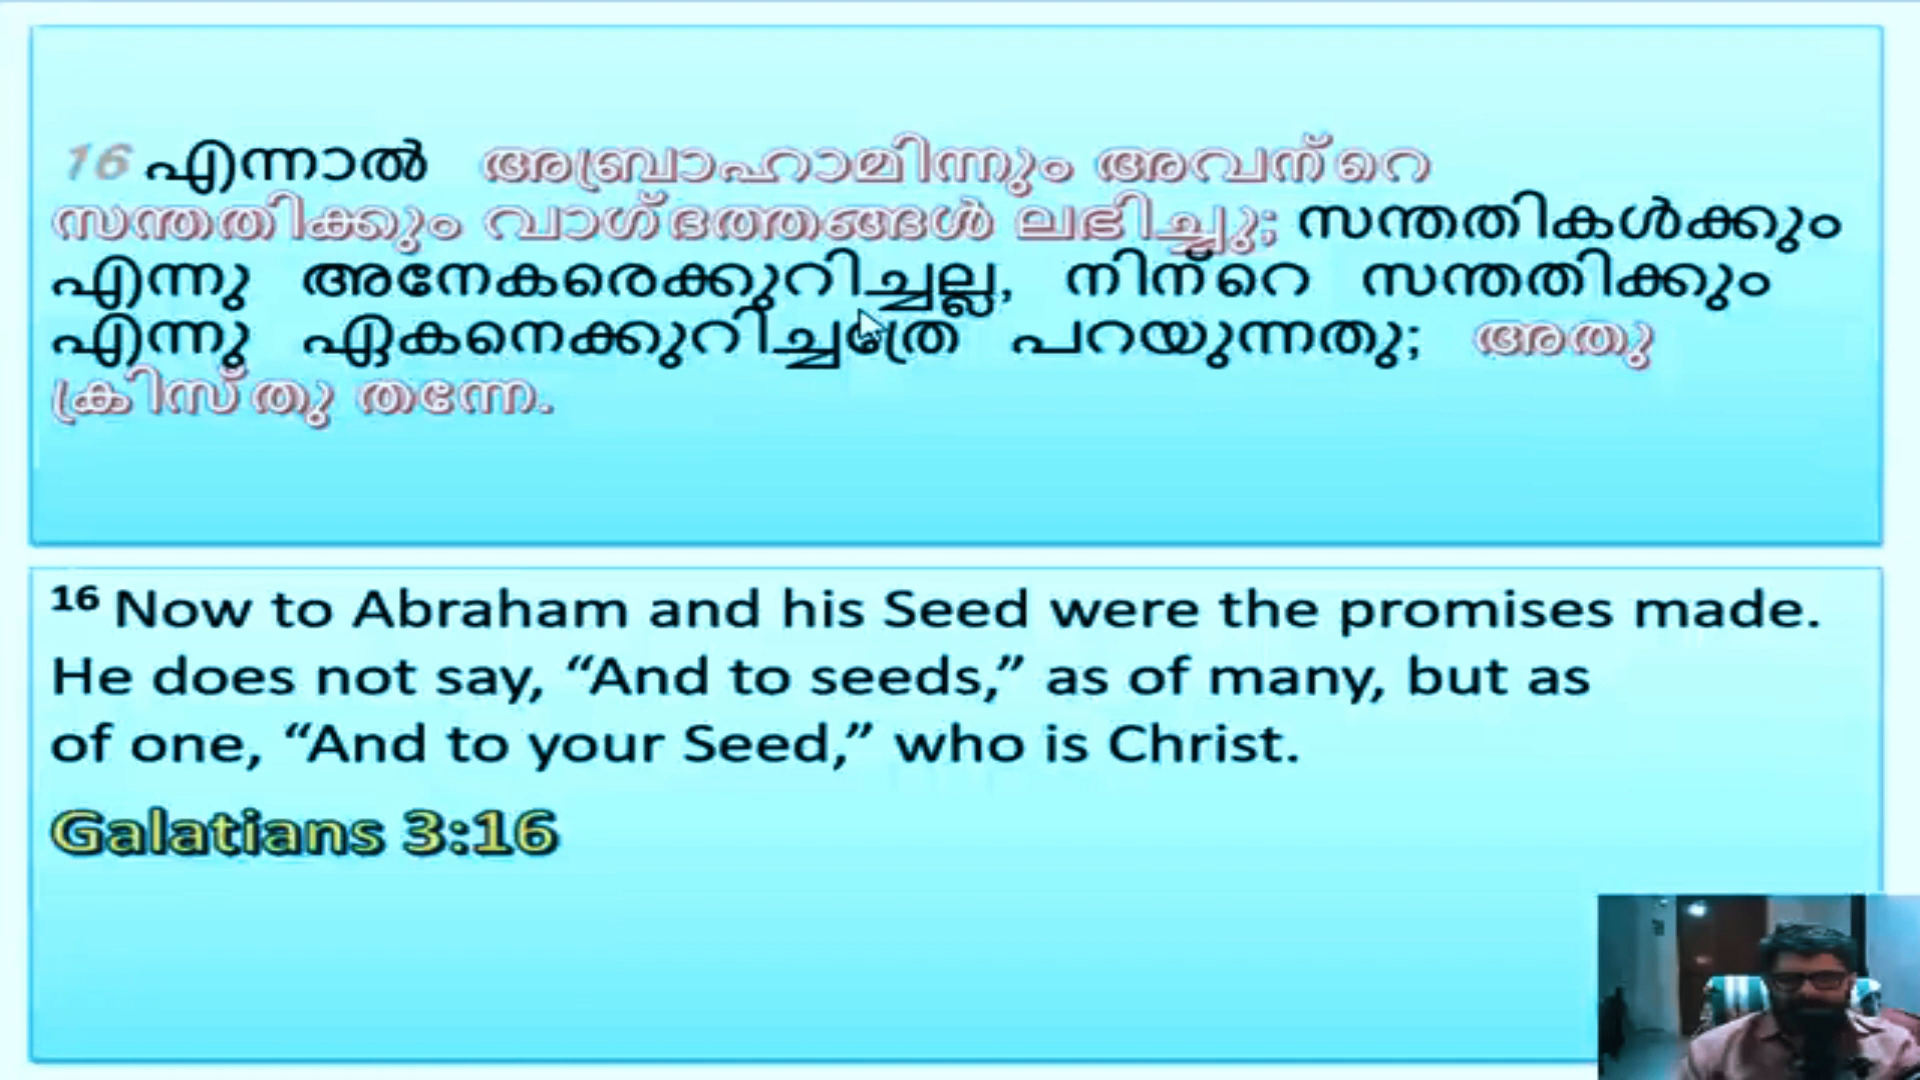 16 എന്നാൽ അബ്രാഹാമിന്നും അവന്റെ
സന്തതിക്കും വാഗ്ദത്തങ്ങൾ ലഭിച്ചു; സന്തതികൾക്കും
എന്നു അനേകരെക്കുറിച്ചല്ല, നിന്റെ സന്തതിക്കും
എന്നു ഏകനെക്കുറിച്ചത്രേ പറയുന്നതു; അതു
ക്രിസ്തു തന്നേ.
16 Now to Abraham and his Seed were the promises made.
He does not say, “And to seeds,” as of many, but as
of one, “And to your Seed,” who is Christ.
Galatians 3:16